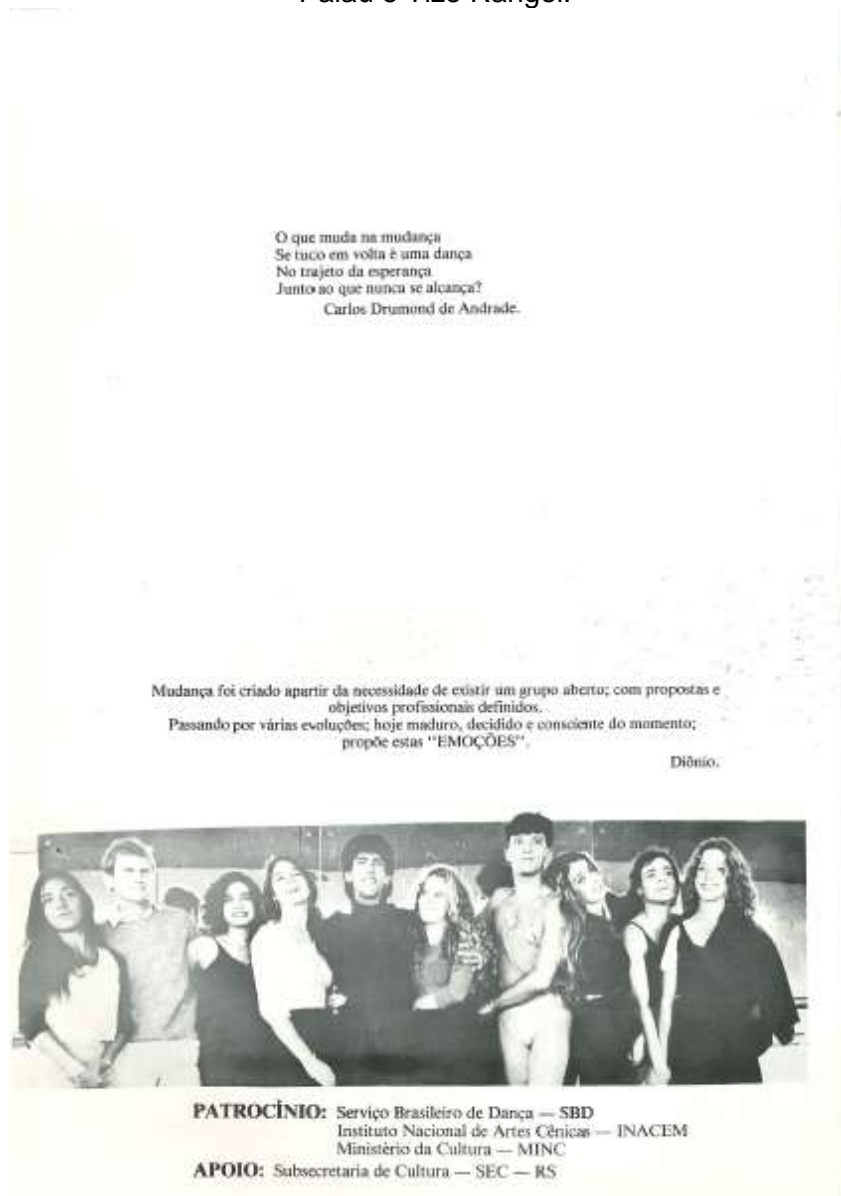 O que muda na mudança
Se tuco em volta è uma dança
No trajeto da esperança
Junto ao que nunca se alcança?
Carlos Drumond de Andrade.
Mudança foi criado apartir da necessidade de existir um grupo aberto; com propostas e
objetivos profissionais definidos.
Passando por várias evoluções; hoje maduro, decidido e consciente do momento;
propõe estas "EMOÇÕES".
Diônio.
PATROCÍNIO: Serviço Brasileiro de Dança — SBD
Instituto Nacional de Artes Cênicas — INACEM
Ministério da Cultura — MINC
APOIO: Subsecretaria de Cultura — SEC — RS